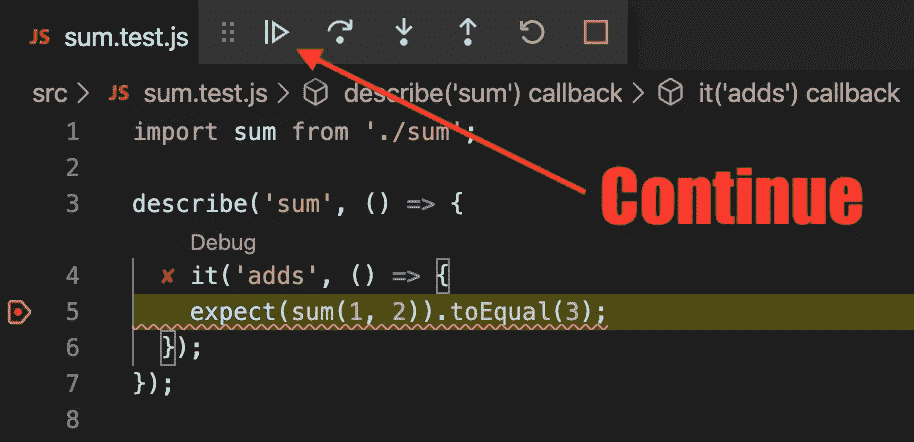 JS sum.test.js
src > JS sum.test.js > describe('sum') callback > it('adds') callback
1 import sum from './sum';
2
3 describe('sum', () => {
Debug
4 ✘ it('adds', () => {
5 expect(sum(1, 2)).toEqual(3);
6 });
7 });
8
Continue